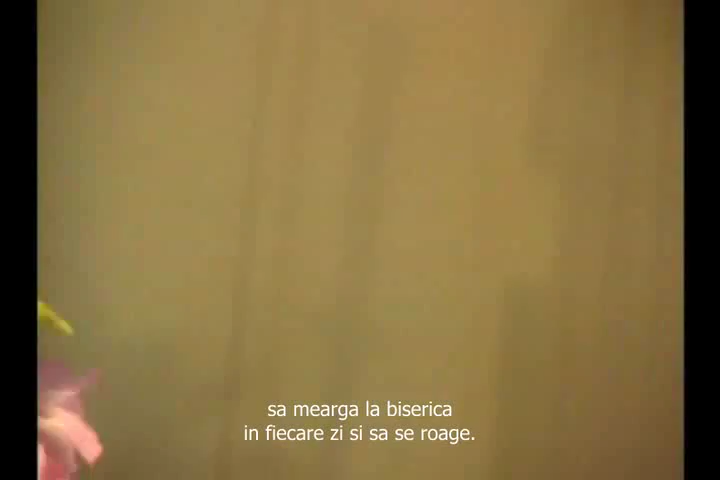 sa mearga la biserica
in fiecare zi si sa se roage.